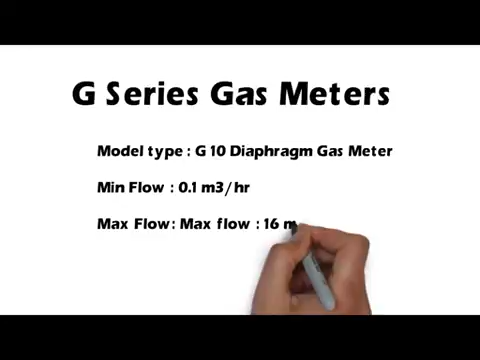 G Series Gas Meters
Model type : G 10 Diaphragm Gas Meter
Min Flow : 0.1 m3/hr
Max Flow: Max flow : 16 m